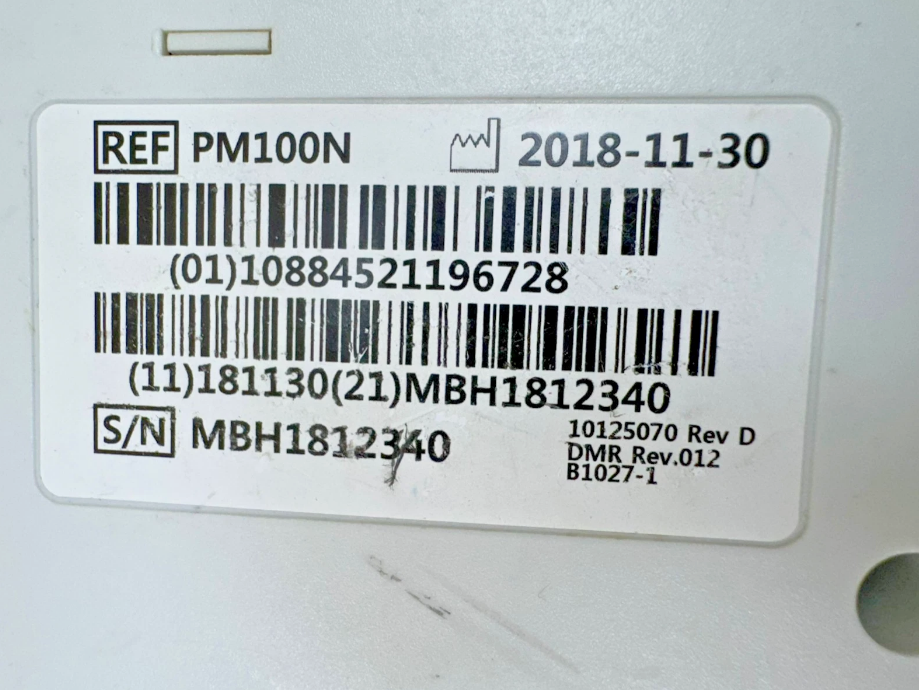 REF PM100N 2018-11-30
(01)10884521196728
(11)181130(21)MBH1812340
S/N MBH1812340
10125070 Rev D
DMR Rev.012
B1027-1